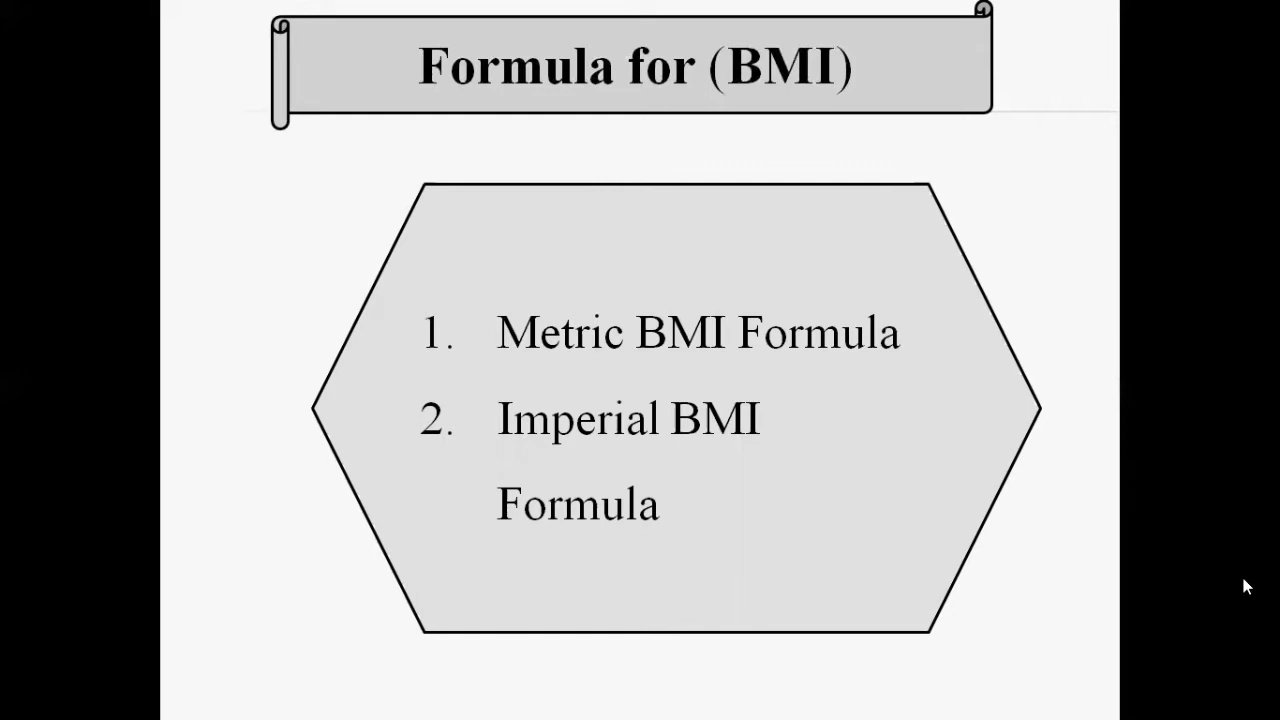 Formula for (BMI)
1. Metric BMI Formula
2. Imperial BMI
Formula